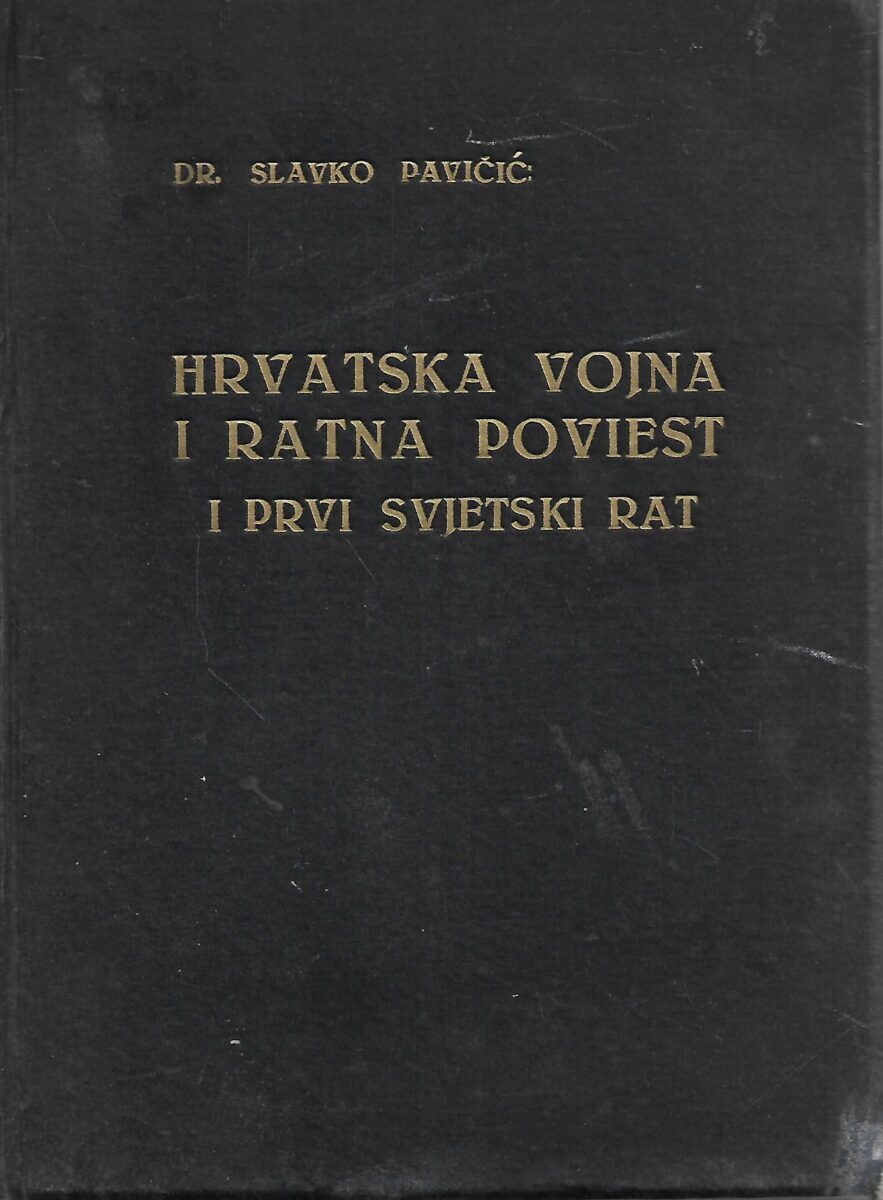 DR. SLAVKO PAVIČIĆ:
HRVATSKA VOJNA
I RATNA POVIEST
I PRVI SVJETSKI RAT